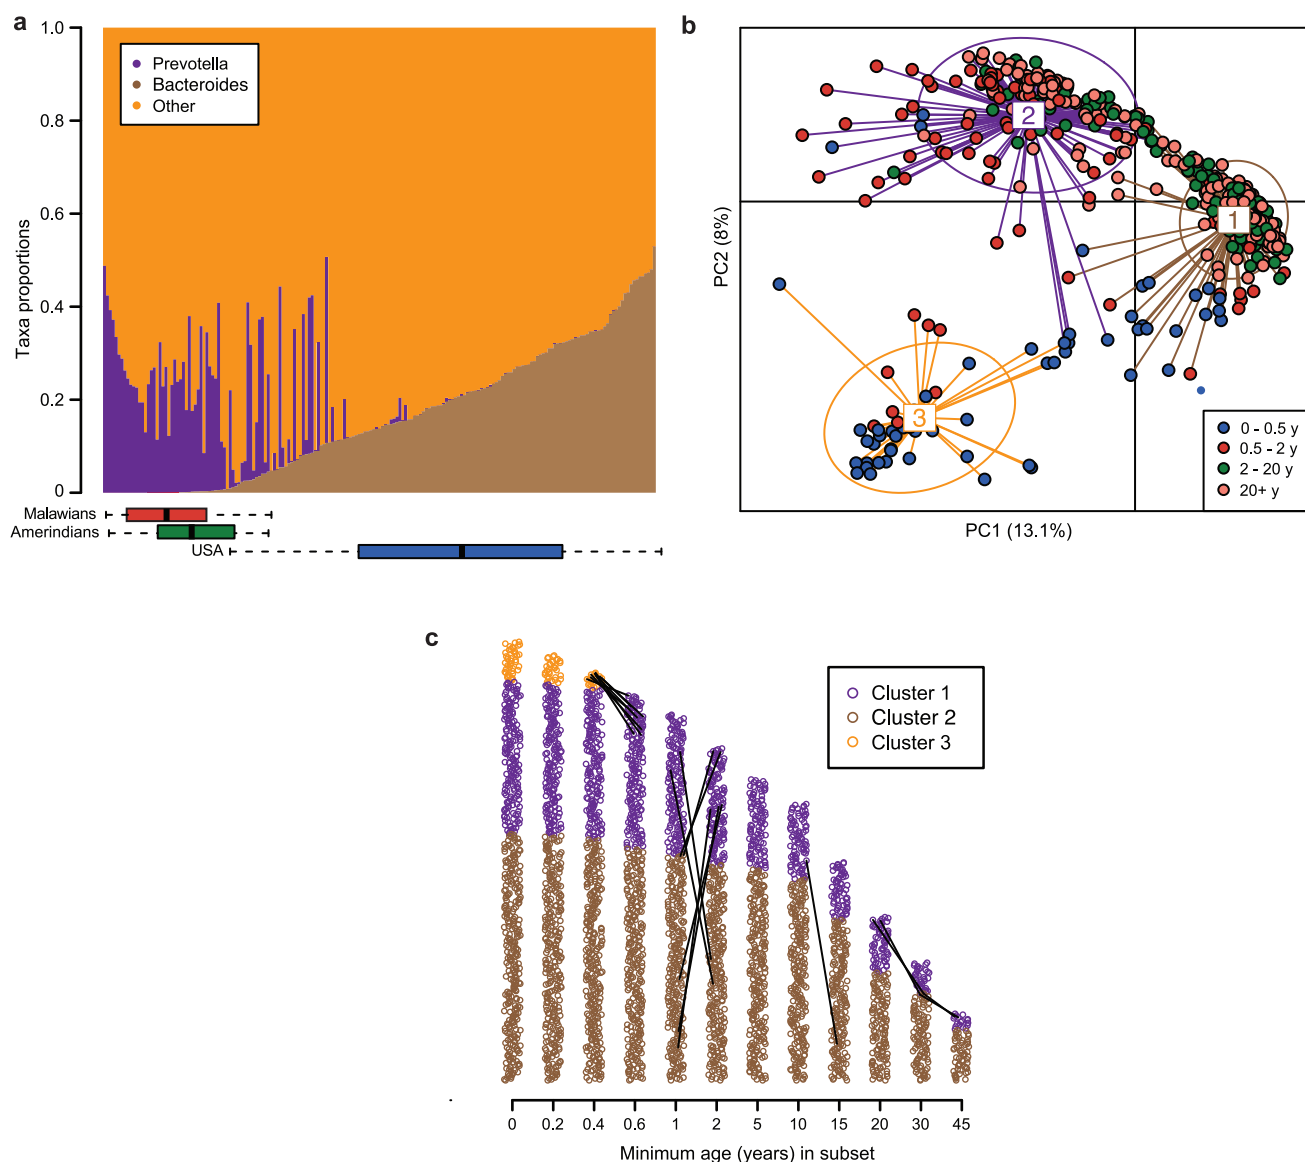 a
1.0
0.8
0.6
0.4
0.2
0
Taxa proportions
Prevotella
Bacteroides
Other
Malawians
Amerindians
USA
b
2
1
3
PC2 (8%)
PC1 (13.1%)
0 - 0.5 y
0.5 - 2 y
2 - 20 y
20+ y
c
Cluster 1
Cluster 2
Cluster 3
0 0.2 0.4 0.6 1 2 5 10 15 20 30 45
Minimum age (years) in subset